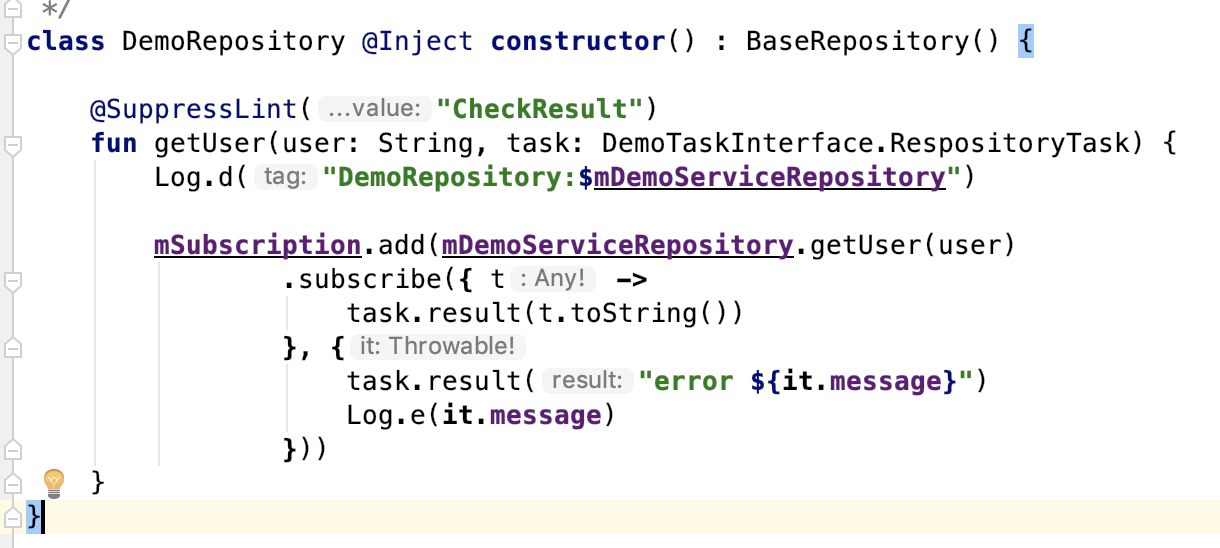 */
class DemoRepository @Inject constructor() : BaseRepository() {
@SuppressLint( ...value: "CheckResult")
fun getUser(user: String, task: DemoTaskInterface.RespositoryTask) {
Log.d( tag: "DemoRepository:$mDemoServiceRepository")
mSubscription.add(mDemoServiceRepository.getUser(user)
.subscribe({ t : Any! ->
task.result(t.toString())
}, { it: Throwable!
task.result( result: "error ${it.message}")
Log.e(it.message)
}))
}
}